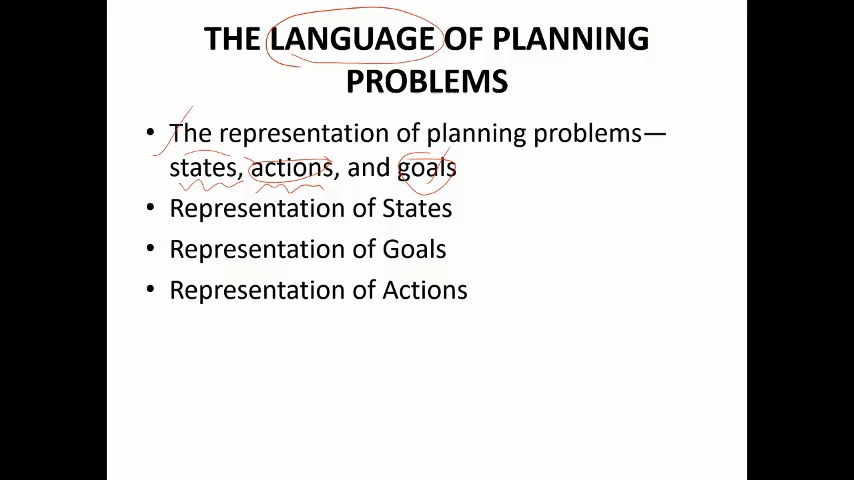 THE LANGUAGE OF PLANNING
PROBLEMS
• The representation of planning problems—
states, actions, and goals
• Representation of States
• Representation of Goals
• Representation of Actions